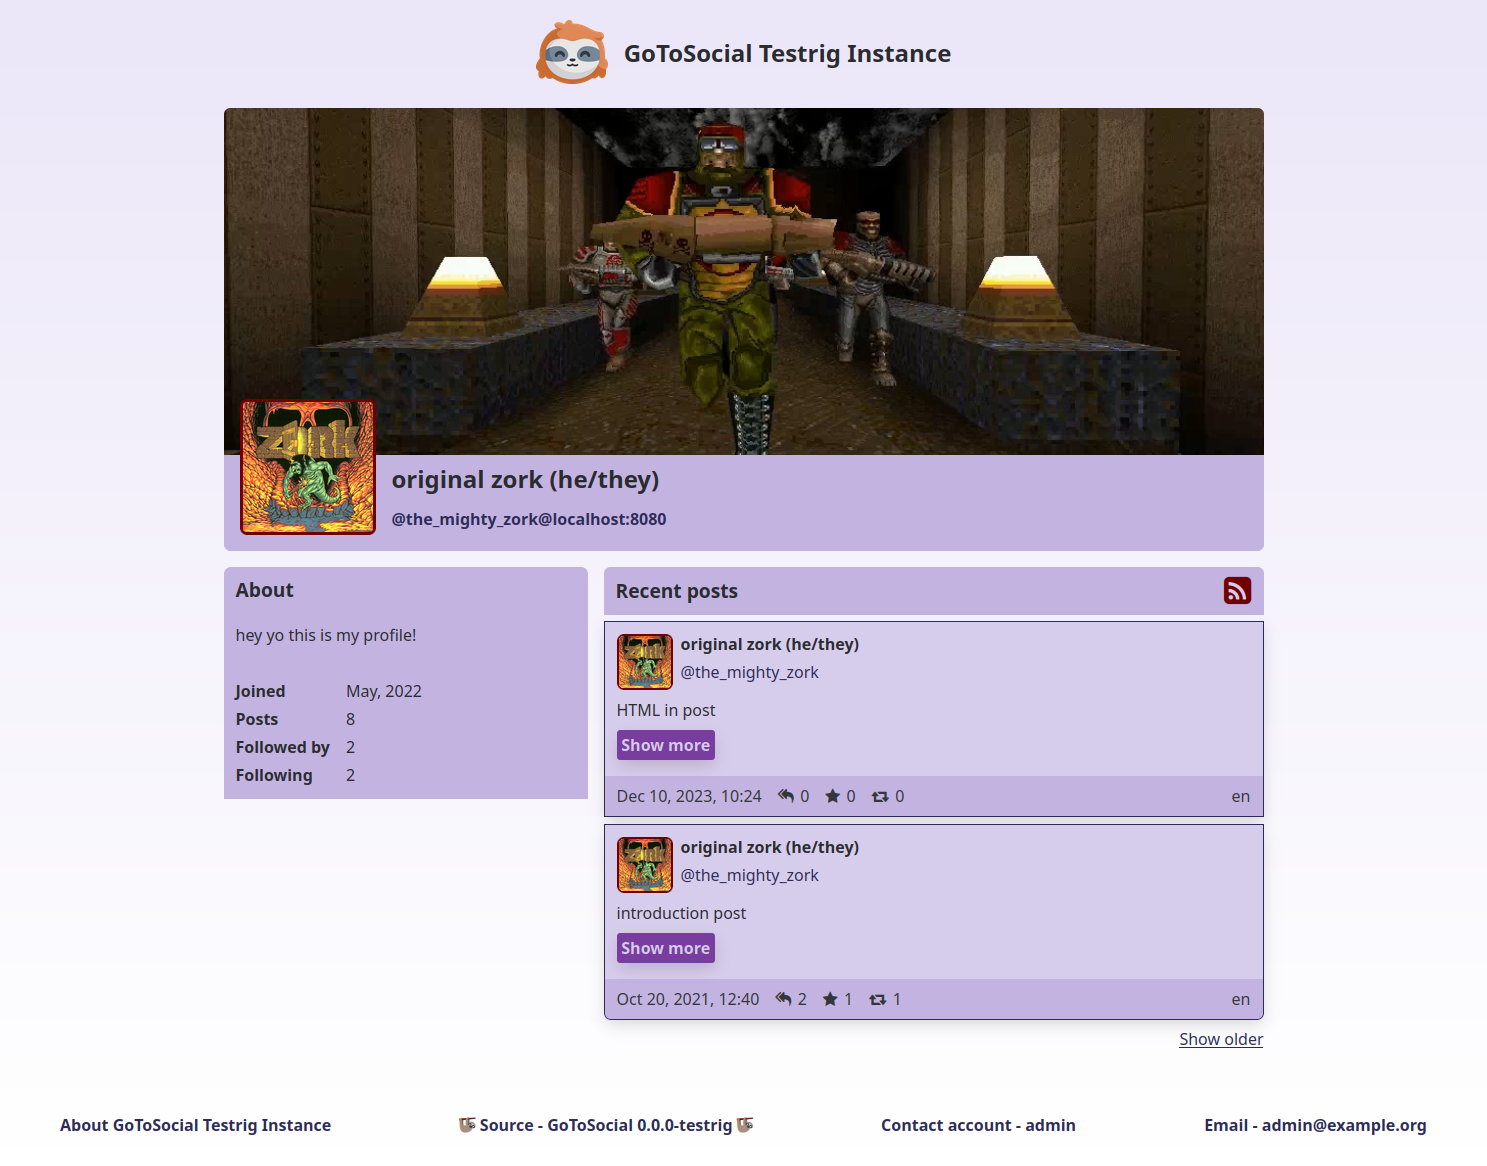 GoToSocial Testrig Instance
ZORK
original zork (he/they)
@the_mighty_zork@localhost:8080
About
hey yo this is my profile!
Joined May, 2022
Posts 8
Followed by 2
Following 2
Recent posts
ZORK
original zork (he/they)
@the_mighty_zork
HTML in post
Show more
Dec 10, 2023, 10:24 0 0 0 en
ZORK
original zork (he/they)
@the_mighty_zork
introduction post
Show more
Oct 20, 2021, 12:40 2 1 1 en
Show older
About GoToSocial Testrig Instance
Source - GoToSocial 0.0.0-testrig
Contact account - admin
Email - admin@example.org